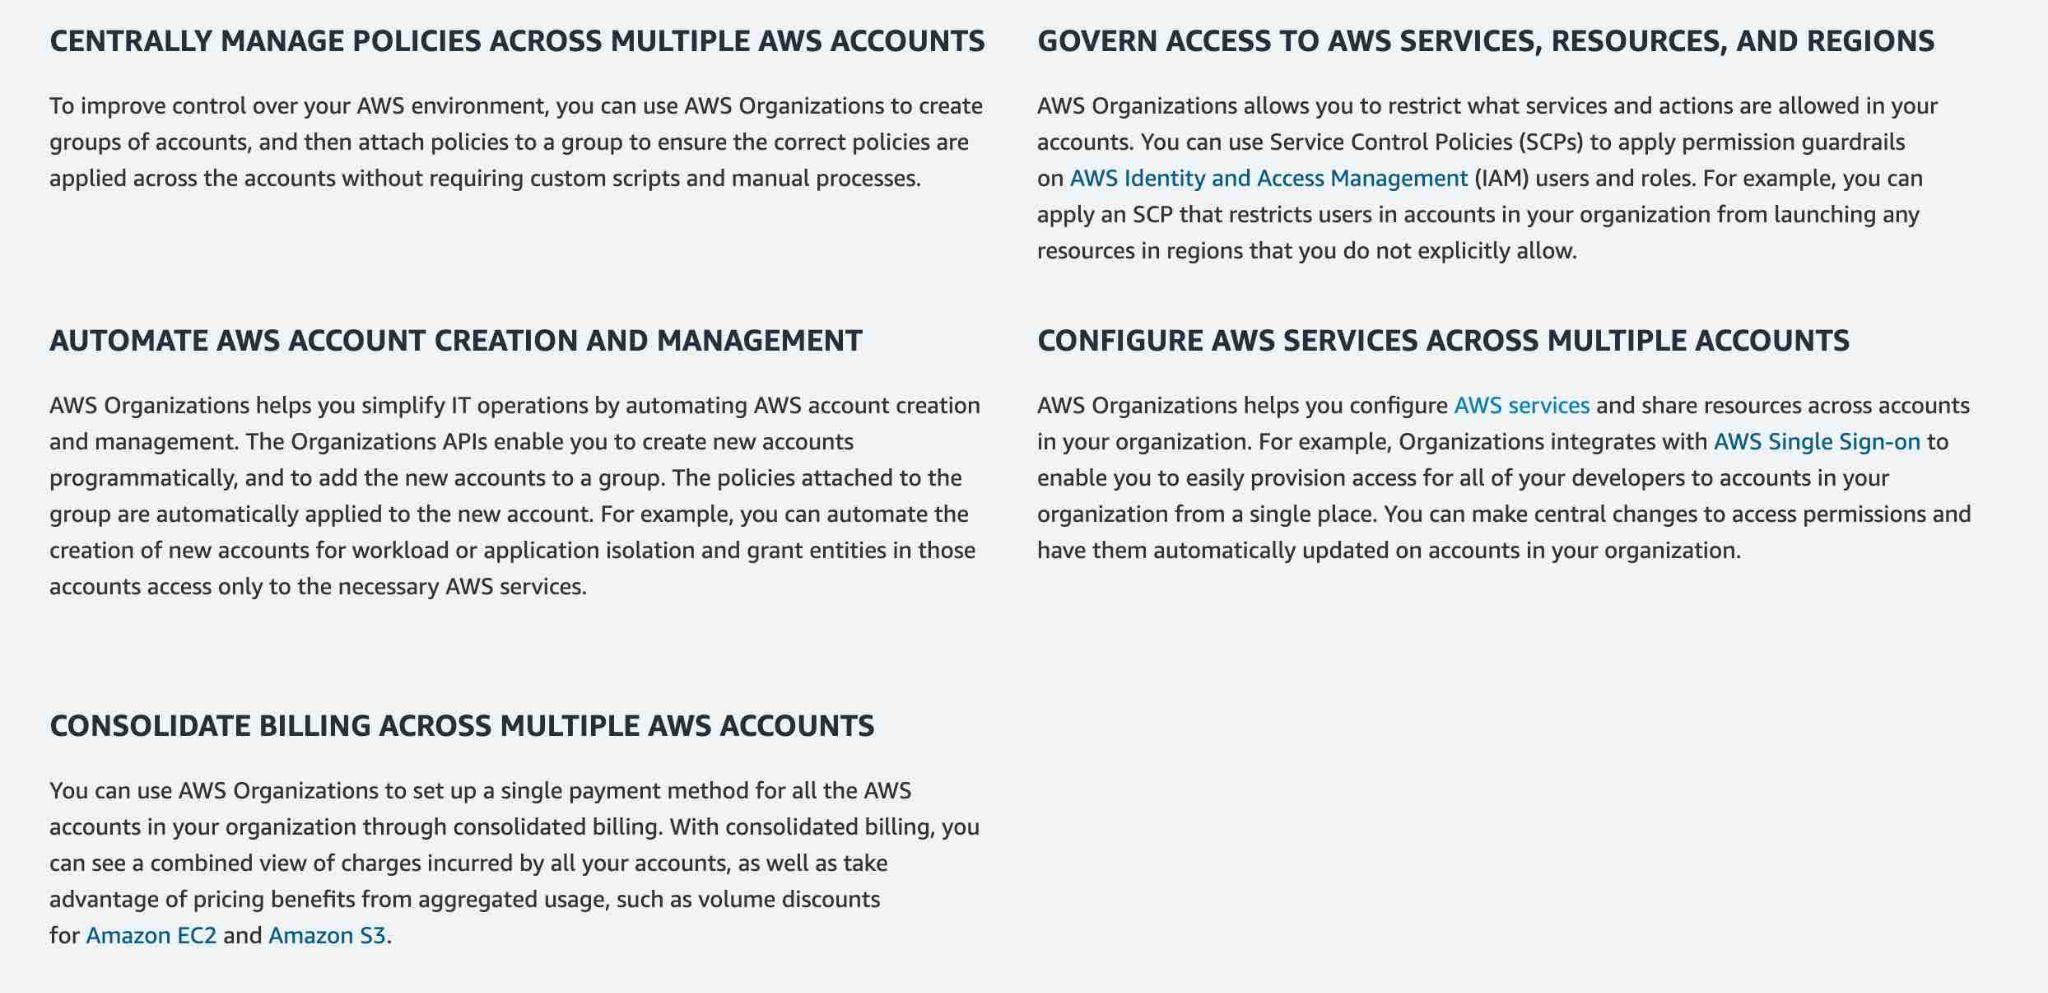 CENTRALLY MANAGE POLICIES ACROSS MULTIPLE AWS ACCOUNTS
To improve control over your AWS environment, you can use AWS Organizations to create
groups of accounts, and then attach policies to a group to ensure the correct policies are
applied across the accounts without requiring custom scripts and manual processes.
GOVERN ACCESS TO AWS SERVICES, RESOURCES, AND REGIONS
AWS Organizations allows you to restrict what services and actions are allowed in your
accounts. You can use Service Control Policies (SCPs) to apply permission guardrails
on AWS Identity and Access Management (IAM) users and roles. For example, you can
apply an SCP that restricts users in accounts in your organization from launching any
resources in regions that you do not explicitly allow.
AUTOMATE AWS ACCOUNT CREATION AND MANAGEMENT
AWS Organizations helps you simplify IT operations by automating AWS account creation
and management. The Organizations APIs enable you to create new accounts
programmatically, and to add the new accounts to a group. The policies attached to the
group are automatically applied to the new account. For example, you can automate the
creation of new accounts for workload or application isolation and grant entities in those
accounts access only to the necessary AWS services.
CONFIGURE AWS SERVICES ACROSS MULTIPLE ACCOUNTS
AWS Organizations helps you configure AWS services and share resources across accounts
in your organization. For example, Organizations integrates with AWS Single Sign-on to
enable you to easily provision access for all of your developers to accounts in your
organization from a single place. You can make central changes to access permissions and
have them automatically updated on accounts in your organization.
CONSOLIDATE BILLING ACROSS MULTIPLE AWS ACCOUNTS
You can use AWS Organizations to set up a single payment method for all the AWS
accounts in your organization through consolidated billing. With consolidated billing, you
can see a combined view of charges incurred by all your accounts, as well as take
advantage of pricing benefits from aggregated usage, such as volume discounts
for Amazon EC2 and Amazon S3.